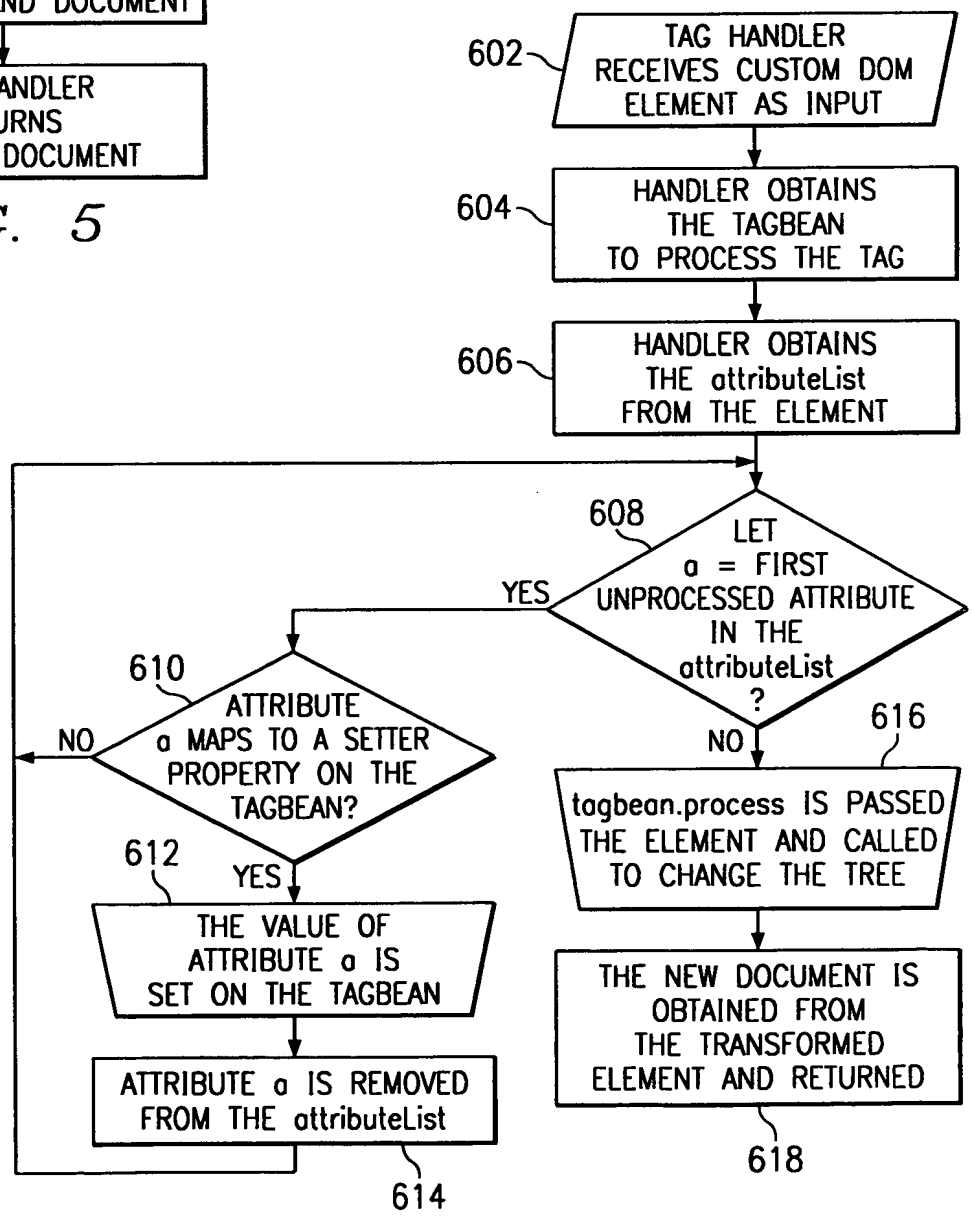 AND DOCUMENT
ANDLER
URNS
DOCUMENT
G. 5
602
TAG HANDLER
RECEIVES CUSTOM DOM
ELEMENT AS INPUT
604
HANDLER OBTAINS
THE TAGBEAN
TO PROCESS THE TAG
606
HANDLER OBTAINS
THE attributeList
FROM THE ELEMENT
608
LET
a = FIRST
UNPROCESSED ATTRIBUTE
IN THE
attributeList
?
YES
NO
610
ATTRIBUTE
a MAPS TO A SETTER
PROPERTY ON THE
TAGBEAN?
NO
YES
612
THE VALUE OF
ATTRIBUTE a IS
SET ON THE TAGBEAN
ATTRIBUTE a IS REMOVED
FROM THE attributeList
614
616
tagbean.process IS PASSED
THE ELEMENT AND CALLED
TO CHANGE THE TREE
THE NEW DOCUMENT IS
OBTAINED FROM
THE TRANSFORMED
ELEMENT AND RETURNED
618